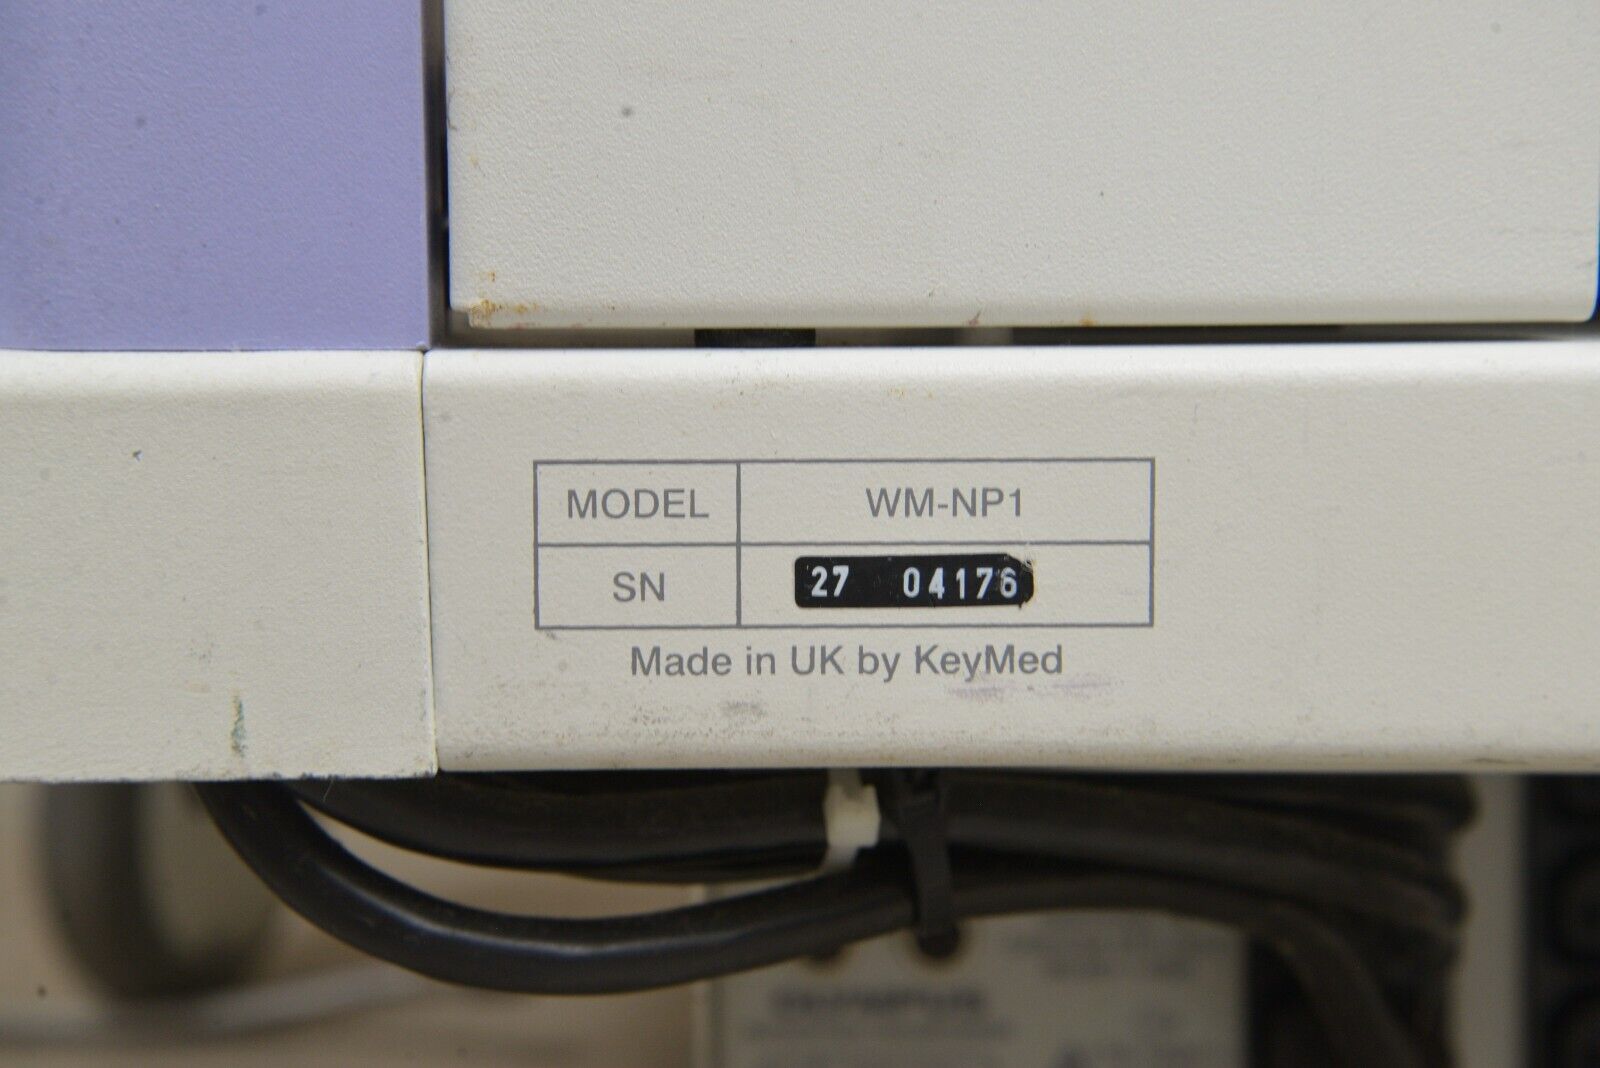 MODEL WM-NP1
SN 27 04176
Made in UK by KeyMed